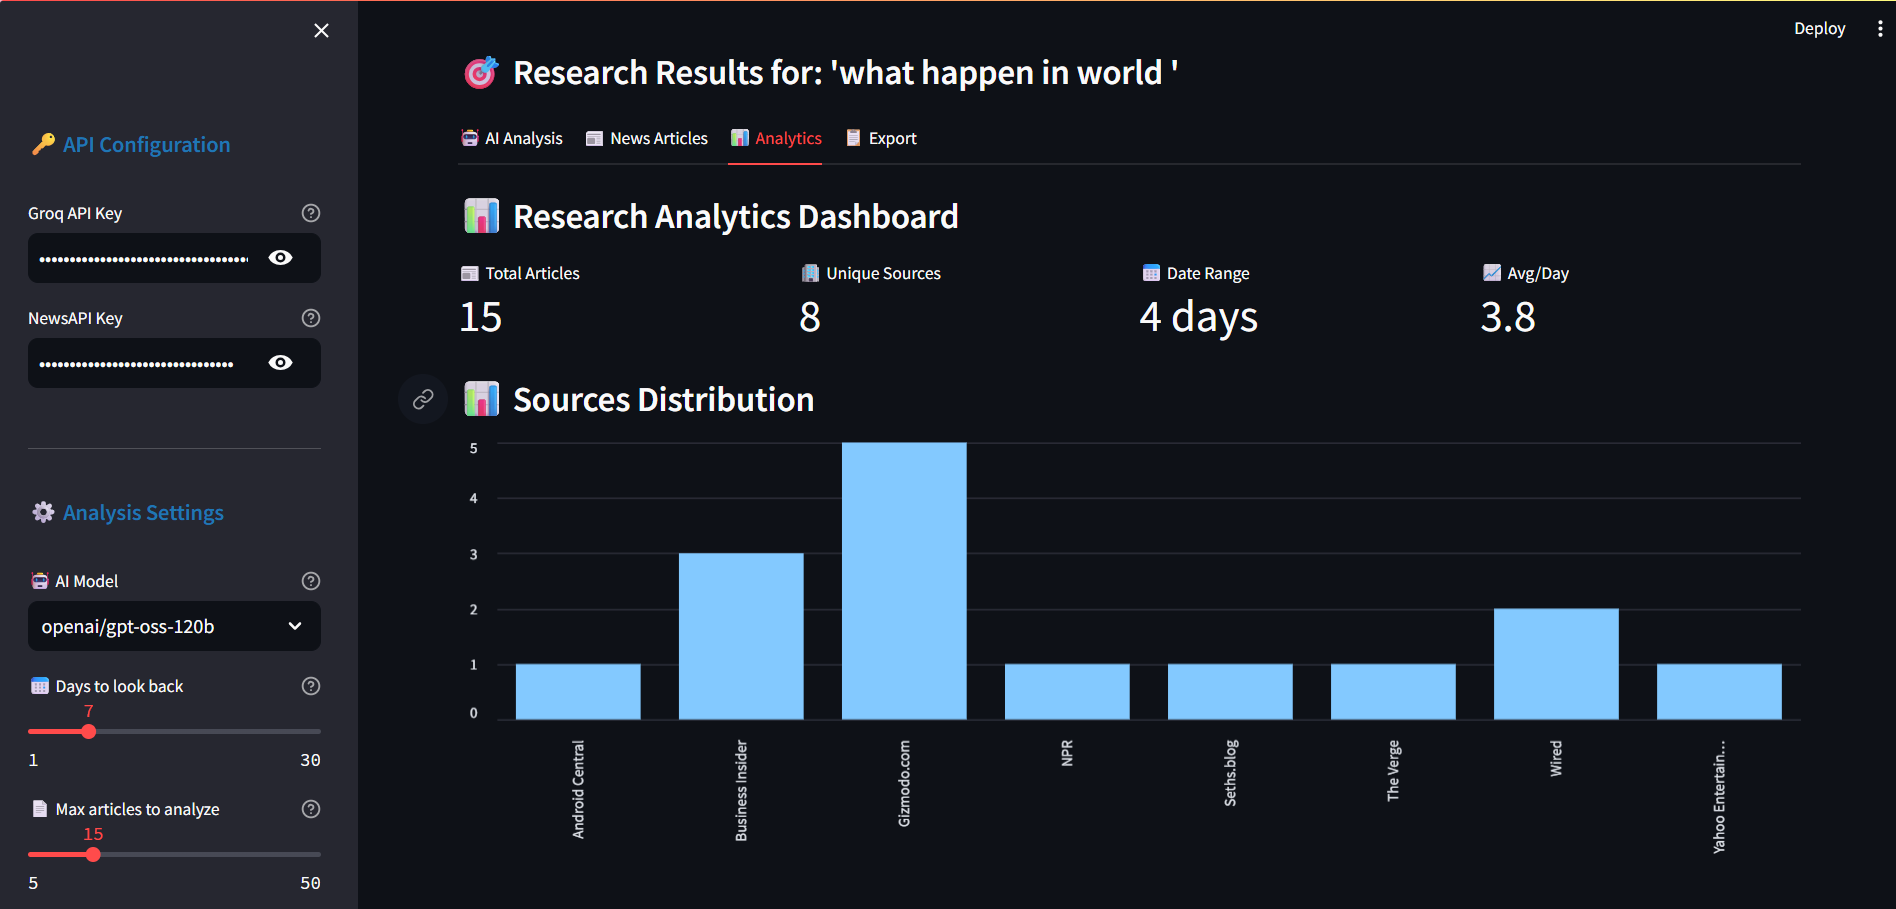 Deploy
API Configuration
Groq API Key
NewsAPI Key
Analysis Settings
AI Model
openai/gpt-oss-120b
Days to look back
7
1 30
Max articles to analyze
15
5 50
Research Results for: 'what happen in world '
AI Analysis News Articles Analytics Export
Research Analytics Dashboard
Total Articles Unique Sources Date Range Avg/Day
15 8 4 days 3.8
Sources Distribution
5
4
3
2
1
0
Android Central
Business Insider
Gizmodo.com
NPR
Seths.blog
The Verge
Wired
Yahoo Entertain...